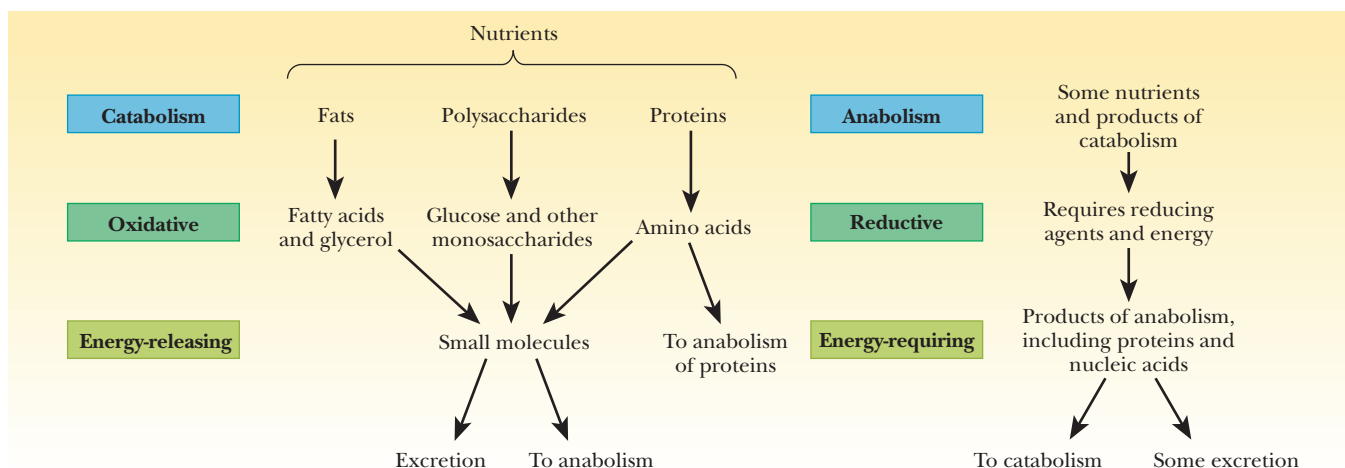 Nutrients
Catabolism
Fats
Polysaccharides
Proteins
Oxidative
Fatty acids
and glycerol
Glucose and other
monosaccharides
Amino acids
Energy-releasing
Small molecules
To anabolism
of proteins
Excretion
To anabolism
Anabolism
Some nutrients
and products of
catabolism
Reductive
Requires reducing
agents and energy
Energy-requiring
Products of anabolism,
including proteins and
nucleic acids
To catabolism
Some excretion